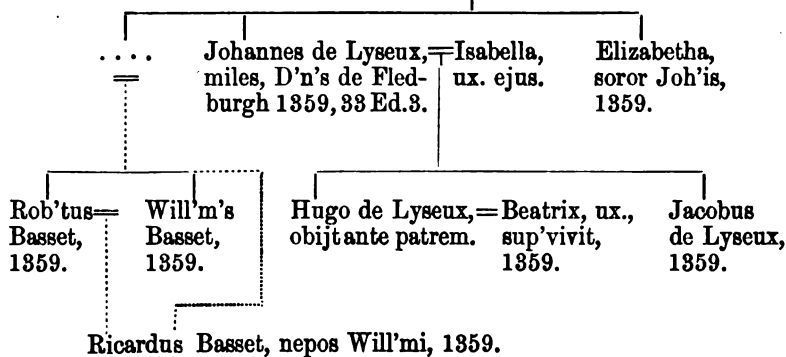 ....
Johannes de Lyseux,=Isabella,
miles, D'n's de Fled- ux. ejus.
burgh 1359, 33 Ed. 3.
Elizabetha,
soror Joh'is,
1359.
Rob'tus=
Basset,
1359.
Will'm's
Basset,
1359.
Hugo de Lyseux,=Beatrix, ux.,
obijt ante patrem. sup'vivit,
1359.
Jacobus
de Lyseux,
1359.
Ricardus Basset, nepos Will'mi, 1359.